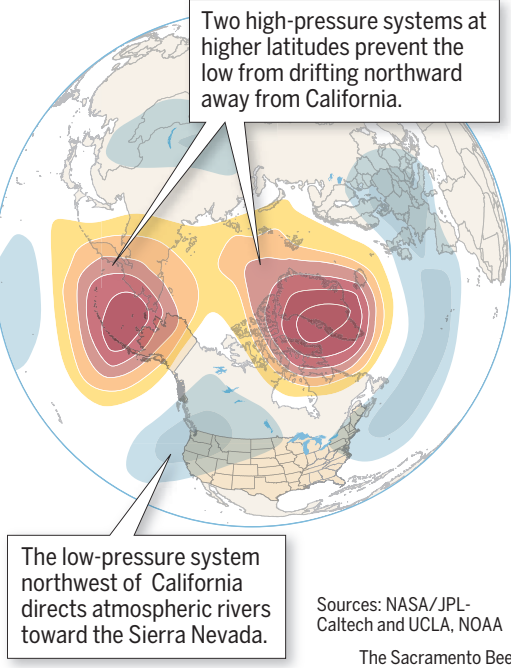 Two high-pressure systems at
higher latitudes prevent the
low from drifting northward
away from California.
The low-pressure system
northwest of California
directs atmospheric rivers
toward the Sierra Nevada.
Sources: NASA/JPL-
Caltech and UCLA, NOAA
The Sacramento Bee